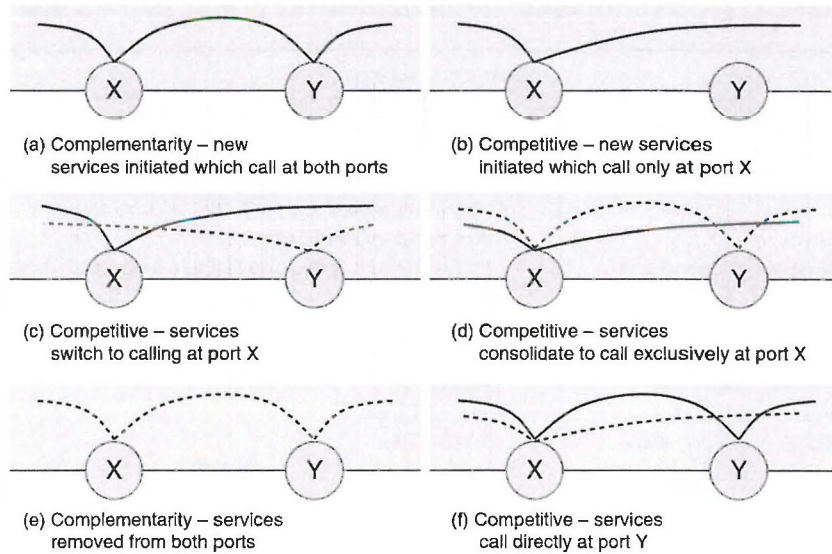 X Y
(a) Complementarity – new
services initiated which call at both ports
X Y
(b) Competitive – new services
initiated which call only at port X
X Y
(c) Competitive – services
switch to calling at port X
X Y
(d) Competitive – services
consolidate to call exclusively at port X
X Y
(e) Complementarity – services
removed from both ports
X Y
(f) Competitive – services
call directly at port Y